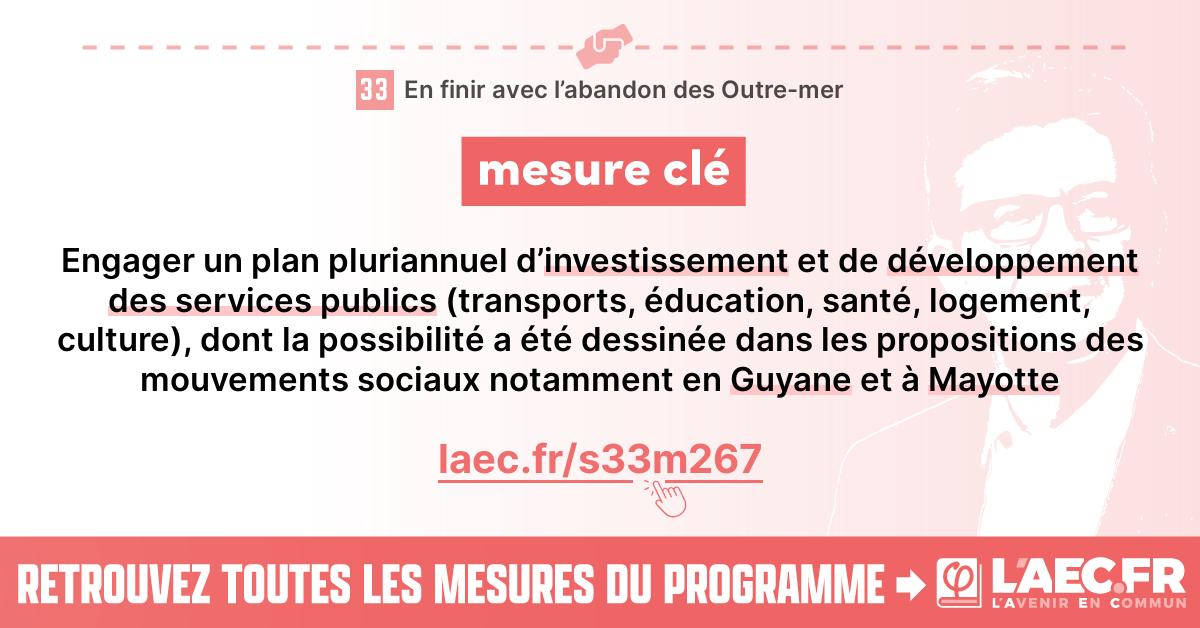 33 En finir avec l’abandon des Outre-mer
mesure clé
Engager un plan pluriannuel d’investissement et de développement
des services publics (transports, éducation, santé, logement,
culture), dont la possibilité a été dessinée dans les propositions des
mouvements sociaux notamment en Guyane et à Mayotte
laec.fr/s33m267
RETROUVEZ TOUTES LES MESURES DU PROGRAMME
φ L'AEC.FR
L'AVENIR EN COMMUN